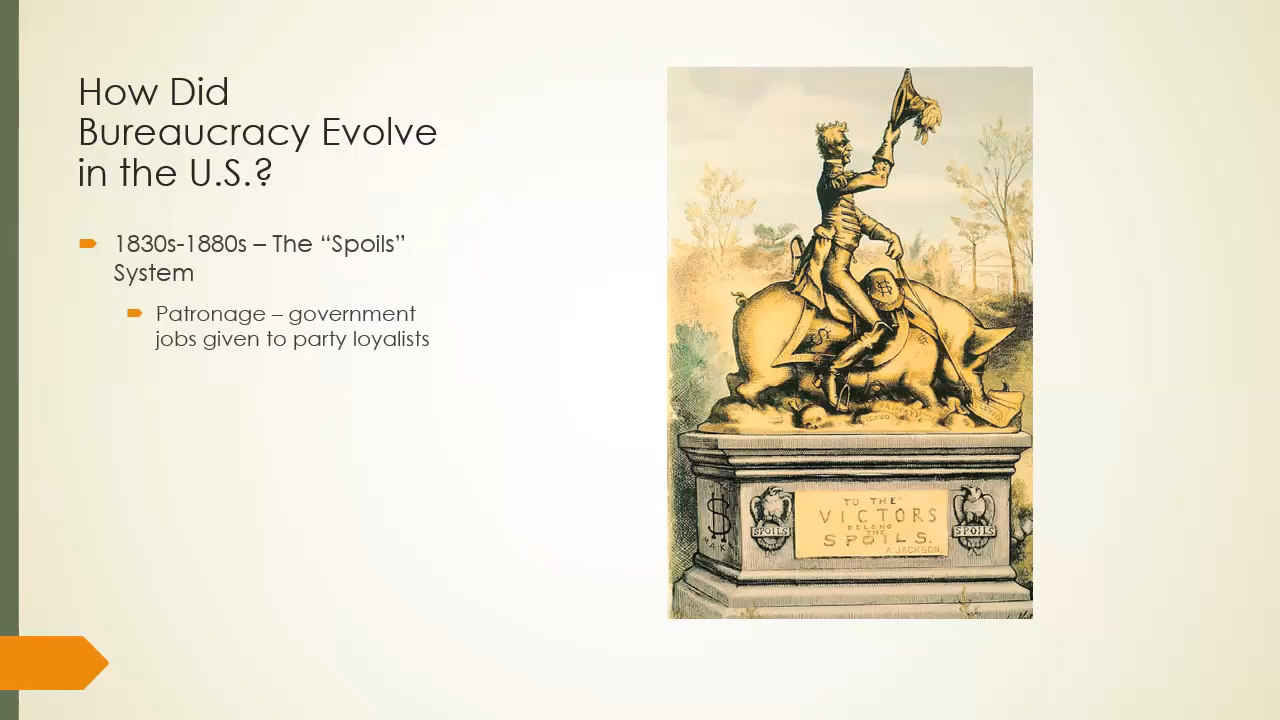 How Did
Bureaucracy Evolve
in the U.S.?
1830s-1880s – The “Spoils”
System
Patronage – government
jobs given to party loyalists
TO THE
VICTORS
BELONG
THE
SPOILS.
A. JACKSON.
SPOILS
SPOILS